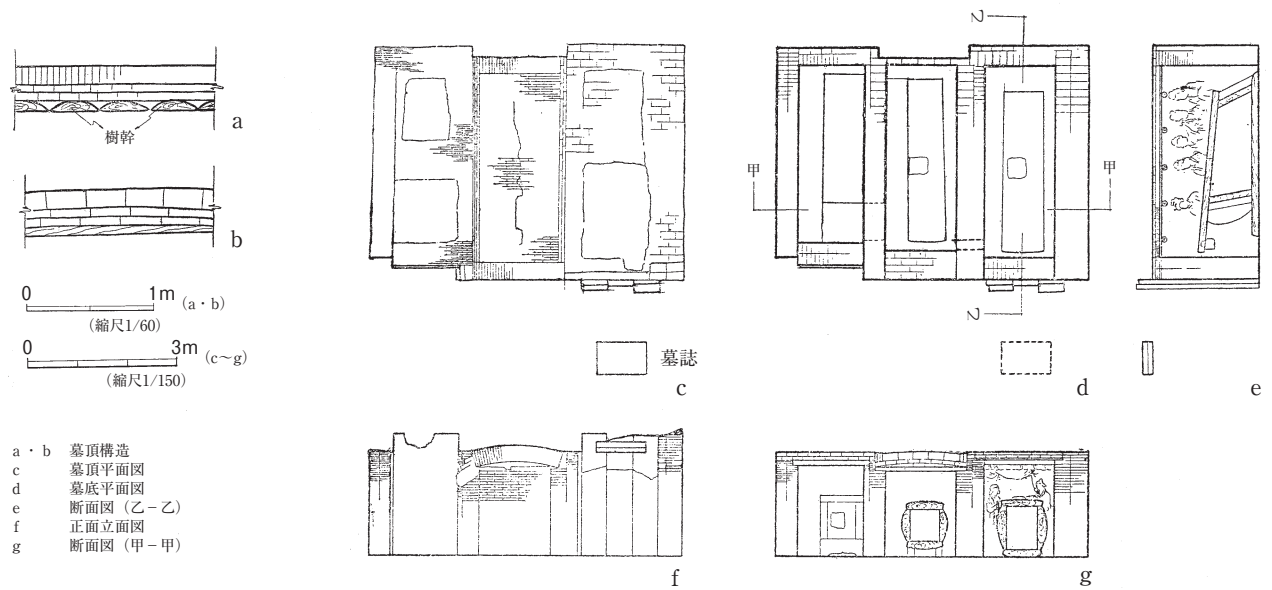 樹幹
a
b
0 1m (a・b)
(縮尺1/60)
0 3m (c~g)
(縮尺1/150)
a・b 墓頂構造
c 墓頂平面図
d 墓底平面図
e 断面図（乙－乙）
f 正面立面図
g 断面図（甲－甲）
墓誌
c
乙
甲
甲
乙
d
e
f
g